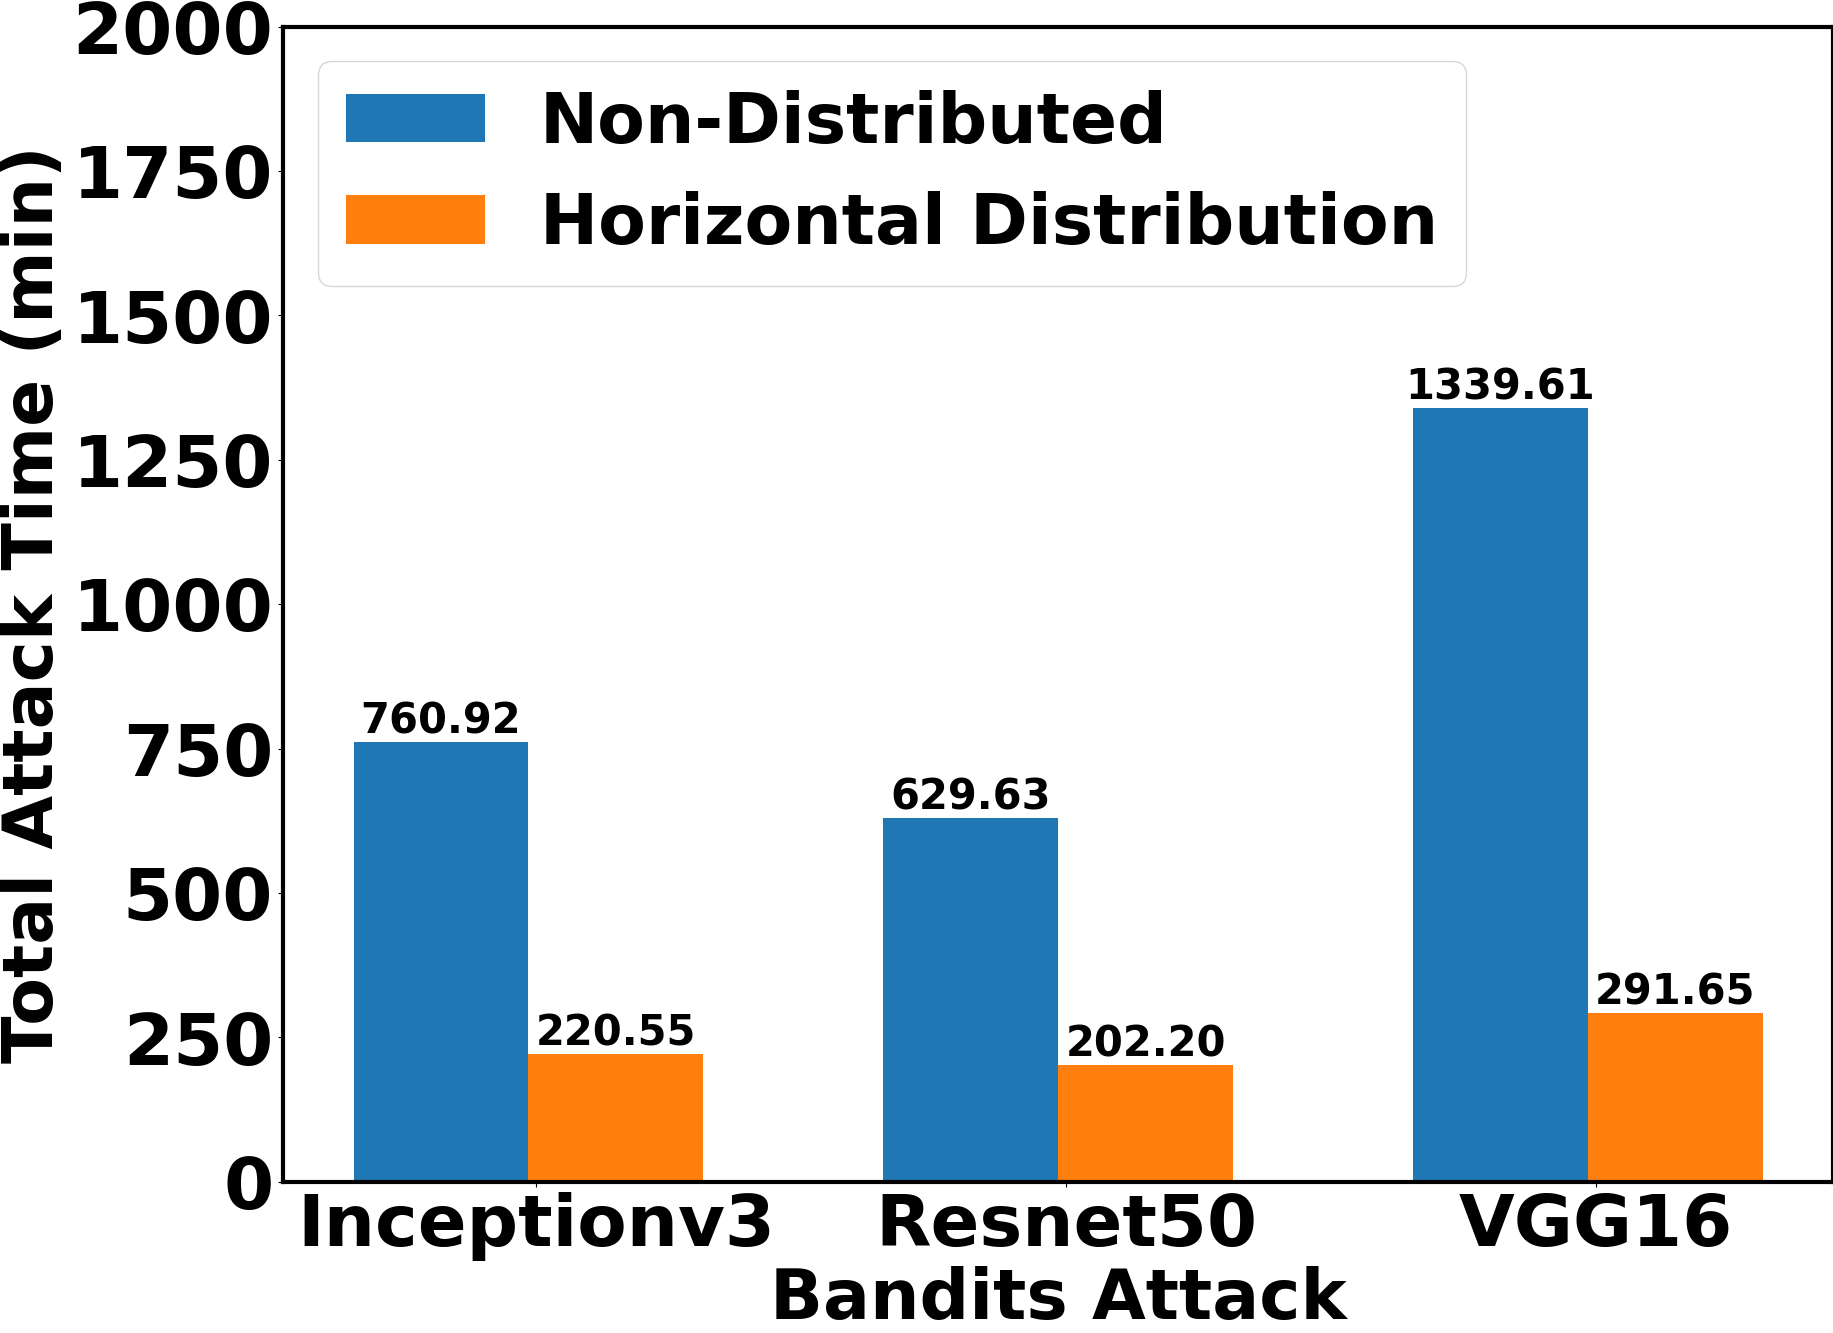 Total Attack Time (min)
2000
1750
1500
1250
1000
750
500
250
0
Non-Distributed
Horizontal Distribution
760.92
220.55
629.63
202.20
1339.61
291.65
Inceptionv3
Resnet50
VGG16
Bandits Attack